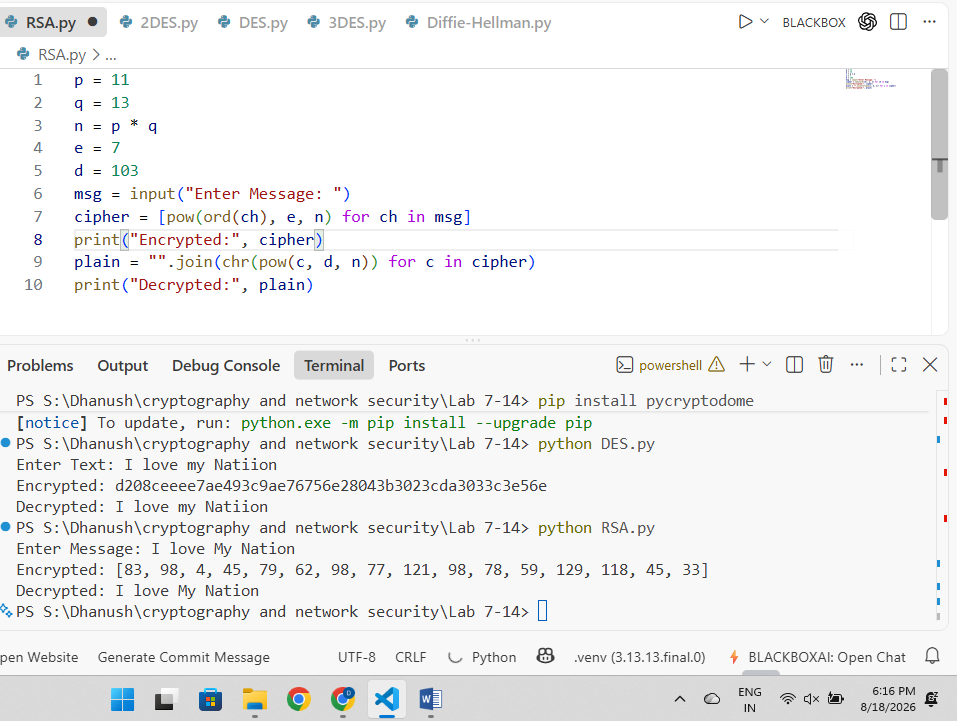 RSA.py 2DES.py DES.py 3DES.py Diffie-Hellman.py BLACKBOX
RSA.py > ...
1 p = 11
2 q = 13
3 n = p * q
4 e = 7
5 d = 103
6 msg = input("Enter Message: ")
7 cipher = [pow(ord(ch), e, n) for ch in msg]
8 print("Encrypted:", cipher)
9 plain = "".join(chr(pow(c, d, n)) for c in cipher)
10 print("Decrypted:", plain)
Problems Output Debug Console Terminal Ports powershell
PS S:\Dhanush\cryptography and network security\Lab 7-14> pip install pycryptodome
[notice] To update, run: python.exe -m pip install --upgrade pip
PS S:\Dhanush\cryptography and network security\Lab 7-14> python DES.py
Enter Text: I love my Natiion
Encrypted: d208ceeee7ae493c9ae76756e28043b3023cda3033c3e56e
Decrypted: I love my Natiion
PS S:\Dhanush\cryptography and network security\Lab 7-14> python RSA.py
Enter Message: I love My Nation
Encrypted: [83, 98, 4, 45, 79, 62, 98, 77, 121, 98, 78, 59, 129, 118, 45, 33]
Decrypted: I love My Nation
PS S:\Dhanush\cryptography and network security\Lab 7-14>
pen Website Generate Commit Message UTF-8 CRLF Python .venv (3.13.13.final.0) BLACKBOXAI: Open Chat
ENG 6:16 PM
IN 8/18/2026